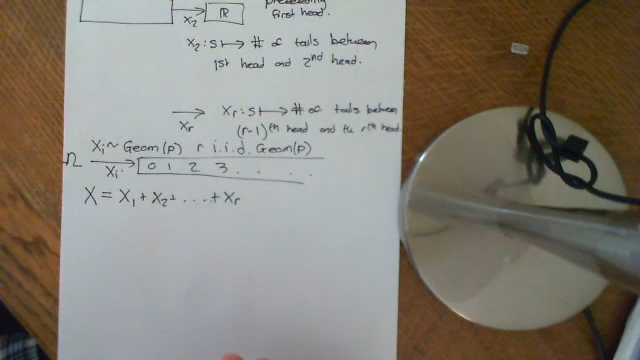 preceeding
first head.
X₂ → ℝ
X₂ : S ↦ # of tails between
1st head and 2nd head.
→ Xᵣ Xᵣ : S ↦ # of tails between
(r-1)th head and the rth head.
Xᵢ ~ Geom(p) r i.i.d. Geom(p)
Ω → Xᵢ 0 1 2 3 . . . .
X = X₁ + X₂ + . . . . + Xᵣ